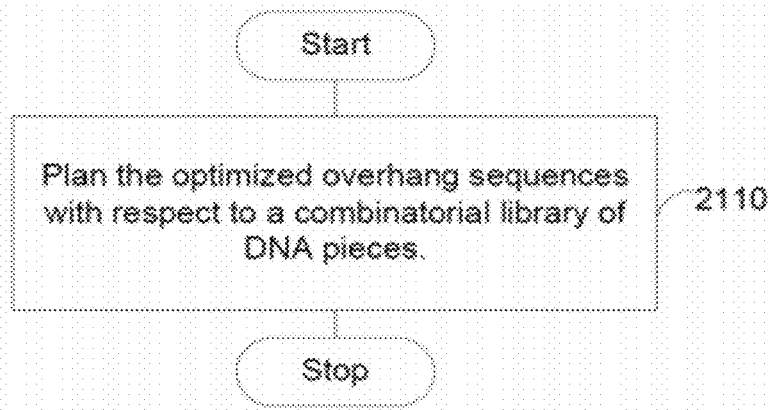 Start
Plan the optimized overhang sequences
with respect to a combinatorial library of
DNA pieces.
2110
Stop